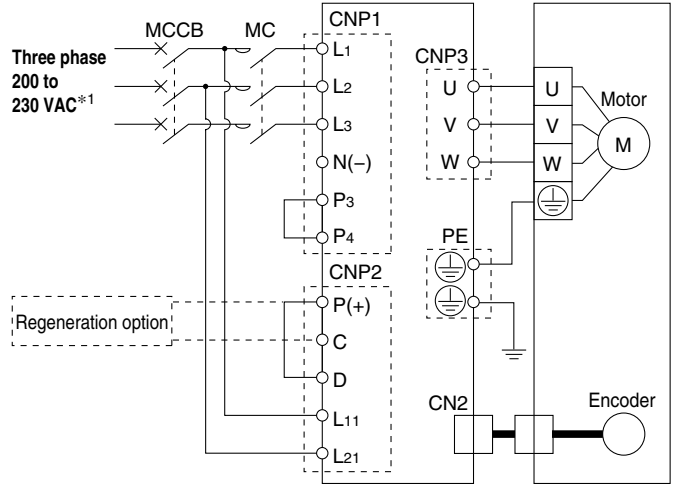 MCCB MC CNP1
Three phase
200 to
230 VAC*1
L1
L2
L3
N(−)
P3
P4
CNP3
U
V
W
U
V
W
Motor
M
PE
CNP2
Regeneration option
P(+)
C
D
L11
L21
CN2
Encoder